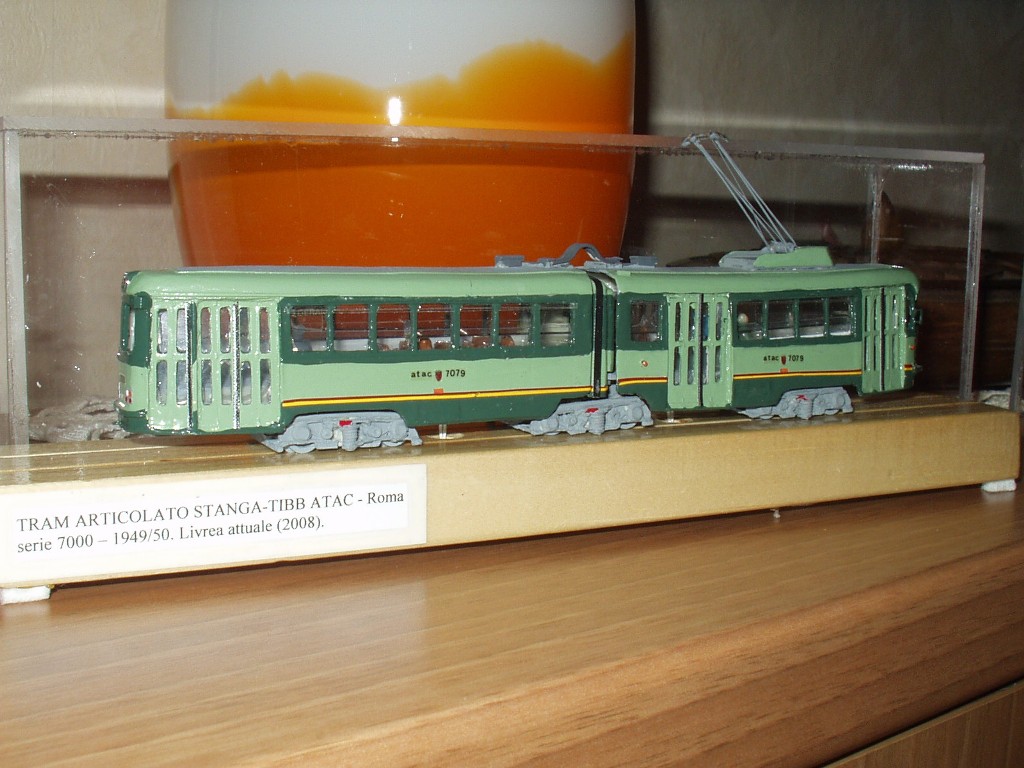 atac 7079
atac 7079
TRAM ARTICOLATO STANGA-TIBB ATAC - Roma
serie 7000 – 1949/50. Livrea attuale (2008).